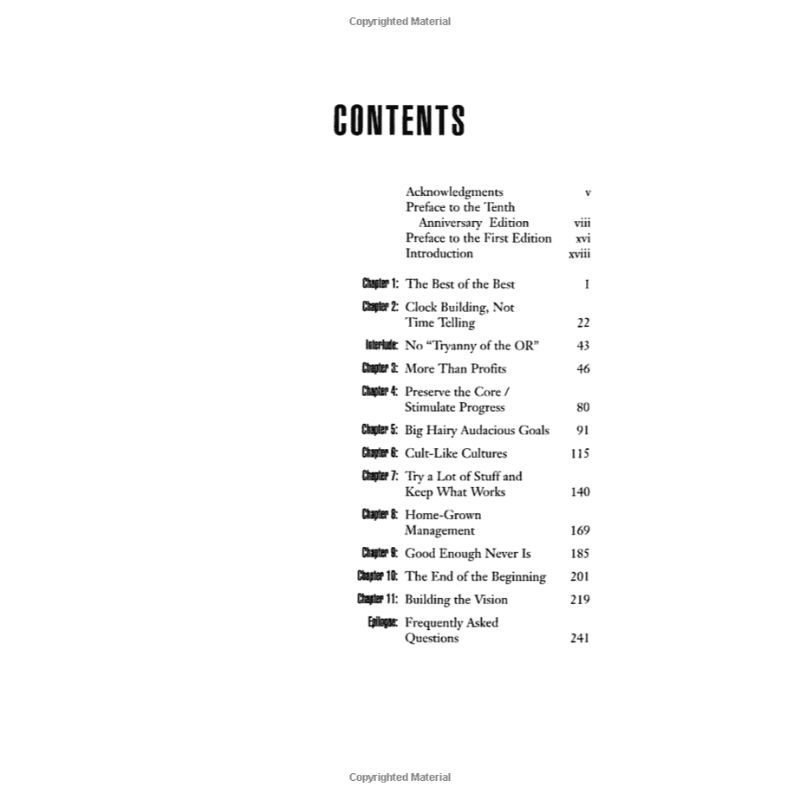 Copyrighted Material
CONTENTS
Acknowledgments v
Preface to the Tenth
Anniversary Edition viii
Preface to the First Edition xvi
Introduction xviii
Chapter 1: The Best of the Best 1
Chapter 2: Clock Building, Not
Time Telling 22
Interlude: No “Tryanny of the OR” 43
Chapter 3: More Than Profits 46
Chapter 4: Preserve the Core /
Stimulate Progress 80
Chapter 5: Big Hairy Audacious Goals 91
Chapter 6: Cult-Like Cultures 115
Chapter 7: Try a Lot of Stuff and
Keep What Works 140
Chapter 8: Home-Grown
Management 169
Chapter 9: Good Enough Never Is 185
Chapter 10: The End of the Beginning 201
Chapter 11: Building the Vision 219
Epilogue: Frequently Asked
Questions 241
Copyrighted Material